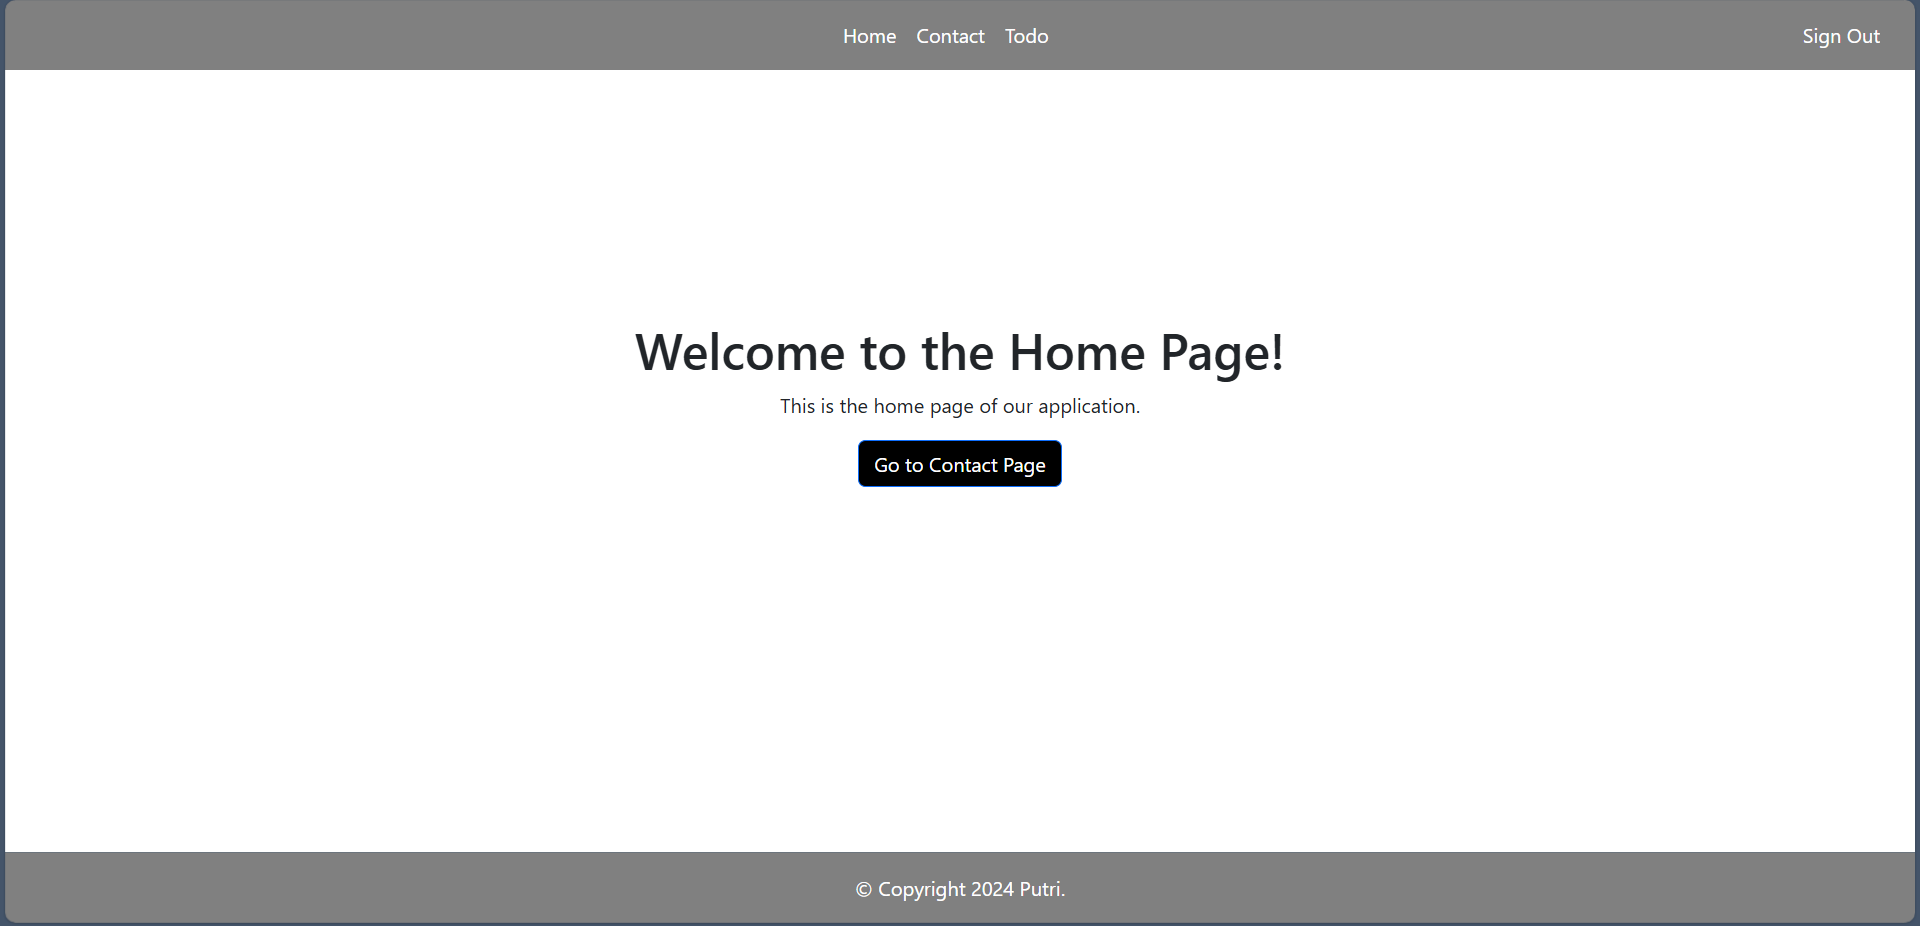 Home Contact Todo Sign Out
Welcome to the Home Page!
This is the home page of our application.
Go to Contact Page
© Copyright 2024 Putri.